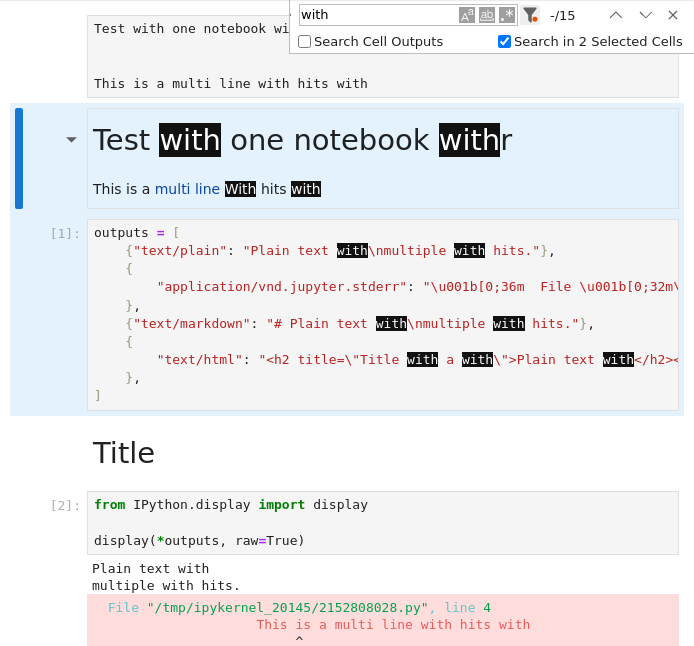 with
Aa ab .* -/15
Search Cell Outputs Search in 2 Selected Cells
Test with one notebook wi
This is a multi line with hits with
Test with one notebook withr
This is a multi line With hits with
[1]: outputs = [
{"text/plain": "Plain text with\nmultiple with hits."},
{
"application/vnd.jupyter.stderr": "\u001b[0;36m  File \u001b[0;32m\
},
{"text/markdown": "# Plain text with\nmultiple with hits."},
{
"text/html": "<h2 title=\"Title with a with\">Plain text with</h2><
},
]
Title
[2]: from IPython.display import display
display(*outputs, raw=True)
Plain text with
multiple with hits.
File "/tmp/ipykernel_20145/2152808028.py", line 4
This is a multi line with hits with
^